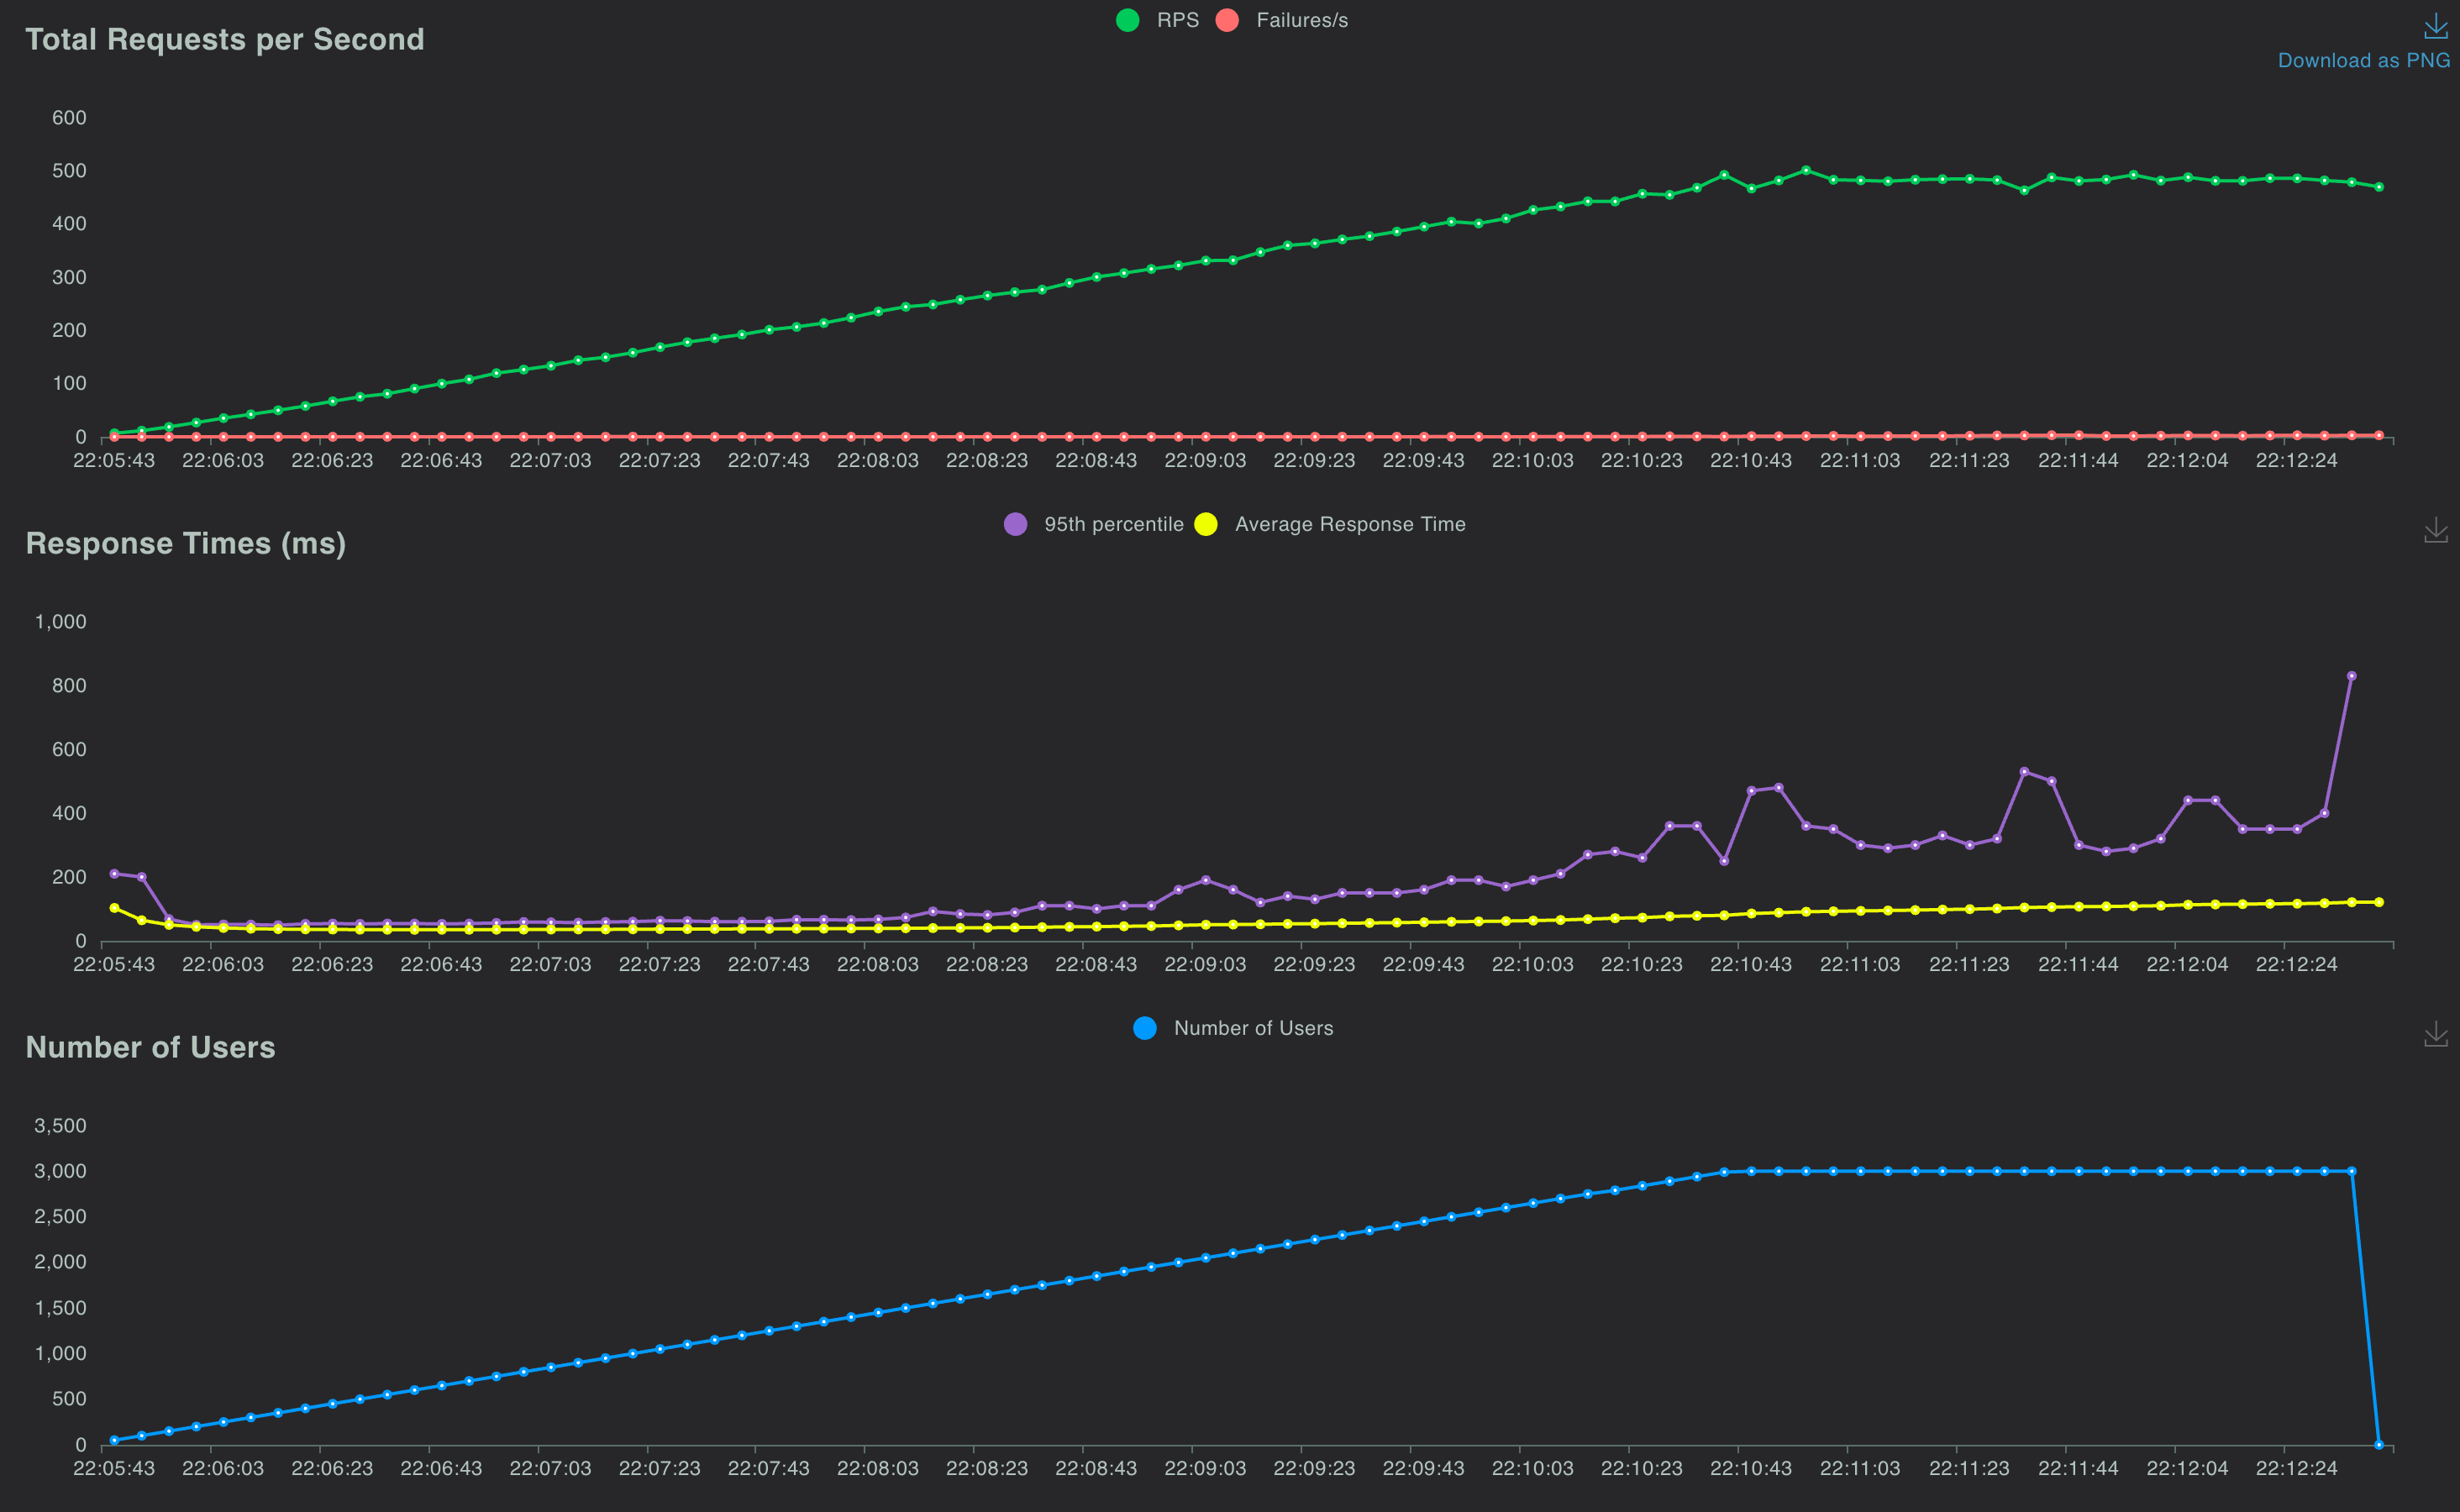 RPS Failures/s
Total Requests per Second
Download as PNG
600
500
400
300
200
100
0
22:05:43 22:06:03 22:06:23 22:06:43 22:07:03 22:07:23 22:07:43 22:08:03 22:08:23 22:08:43 22:09:03 22:09:23 22:09:43 22:10:03 22:10:23 22:10:43 22:11:03 22:11:23 22:11:44 22:12:04 22:12:24
95th percentile Average Response Time
Response Times (ms)
1,000
800
600
400
200
0
22:05:43 22:06:03 22:06:23 22:06:43 22:07:03 22:07:23 22:07:43 22:08:03 22:08:23 22:08:43 22:09:03 22:09:23 22:09:43 22:10:03 22:10:23 22:10:43 22:11:03 22:11:23 22:11:44 22:12:04 22:12:24
Number of Users
Number of Users
3,500
3,000
2,500
2,000
1,500
1,000
500
0
22:05:43 22:06:03 22:06:23 22:06:43 22:07:03 22:07:23 22:07:43 22:08:03 22:08:23 22:08:43 22:09:03 22:09:23 22:09:43 22:10:03 22:10:23 22:10:43 22:11:03 22:11:23 22:11:44 22:12:04 22:12:24